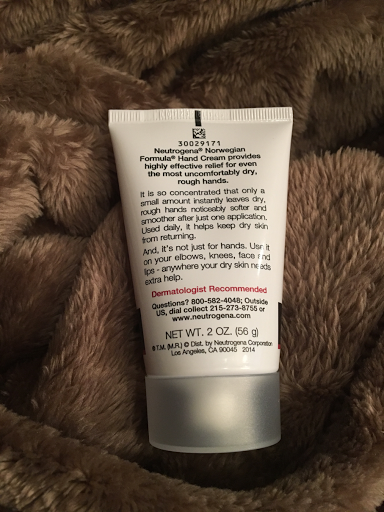 30029171
Neutrogena® Norwegian
Formula® Hand Cream provides
highly effective relief for even
the most uncomfortably dry,
rough hands.
It is so concentrated that only a
small amount instantly leaves dry,
rough hands noticeably softer and
smoother after just one application.
Used daily, it helps keep dry skin
from returning.
And, it's not just for hands. Use it
on your elbows, knees, face and
lips - anywhere your dry skin needs
extra help.
Dermatologist Recommended
Questions? 800-582-4048; Outside
US, dial collect 215-273-8755 or
www.neutrogena.com
NET WT. 2 OZ. (56 g)
® T.M. (M.R.) © Dist. by Neutrogena Corporation
Los Angeles, CA 90045 2014